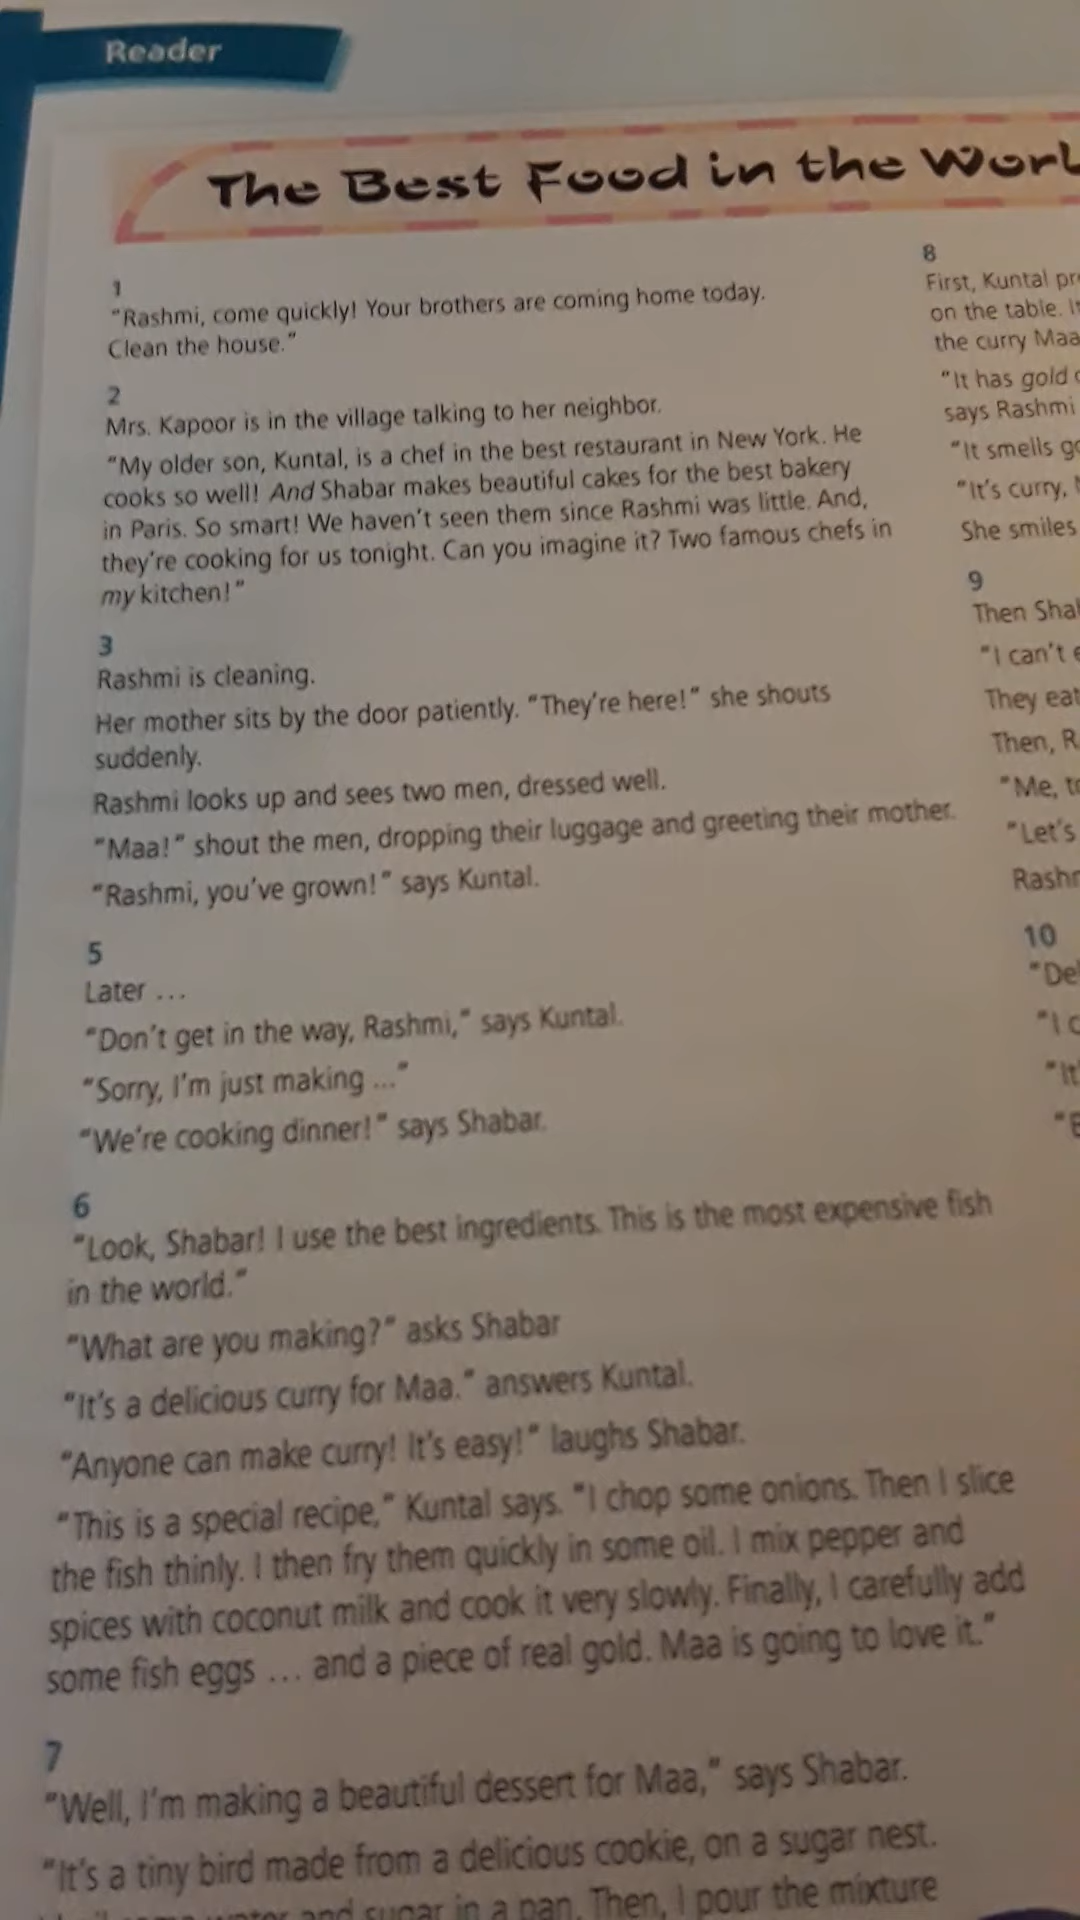 Reader
The Best Food in the
1
"Rashmi, come quickly! Your brothers are coming home today.
Clean the house."
2
Mrs. Kapoor is in the village talking to her neighbor.
"My older son, Kuntal, is a chef in the best restaurant in New York. He
cooks so well! And Shabar makes beautiful cakes for the best bakery
in Paris. So smart! We haven't seen them since Rashmi was little. And,
they're cooking for us tonight. Can you imagine it? Two famous chefs in
my kitchen!"
3
Rashmi is cleaning.
Her mother sits by the door patiently. "They're here!" she shouts
suddenly.
Rashmi looks up and sees two men, dressed well.
"Maa!" shout the men, dropping their luggage and greeting their mother.
"Rashmi, you've grown!" says Kuntal.
5
Later ...
"Don't get in the way, Rashmi," says Kuntal.
"Sorry, I'm just making ..."
"We're cooking dinner!" says Shabar.
6
"Look, Shabar! I use the best ingredients. This is the most expensive fish
in the world."
"What are you making?" asks Shabar
"It's a delicious curry for Maa." answers Kuntal.
"Anyone can make curry! It's easy!" laughs Shabar.
"This is a special recipe," Kuntal says. "I chop some onions. Then I slice
the fish thinly. I then fry them quickly in some oil. I mix pepper and
spices with coconut milk and cook it very slowly. Finally, I carefully add
some fish eggs ... and a piece of real gold. Maa is going to love it."
7
"Well, I'm making a beautiful dessert for Maa," says Shabar.
"It's a tiny bird made from a delicious cookie, on a sugar nest.
water and sugar in a pan. Then, I pour the mixture
8
First, Kuntal
on the table.
the curry Maa
"It has gold
says Rashmi
"It smells
"It's curry,
She smiles
9
Then
"I can't
They eat
Then,
"Me,
"Let's
10